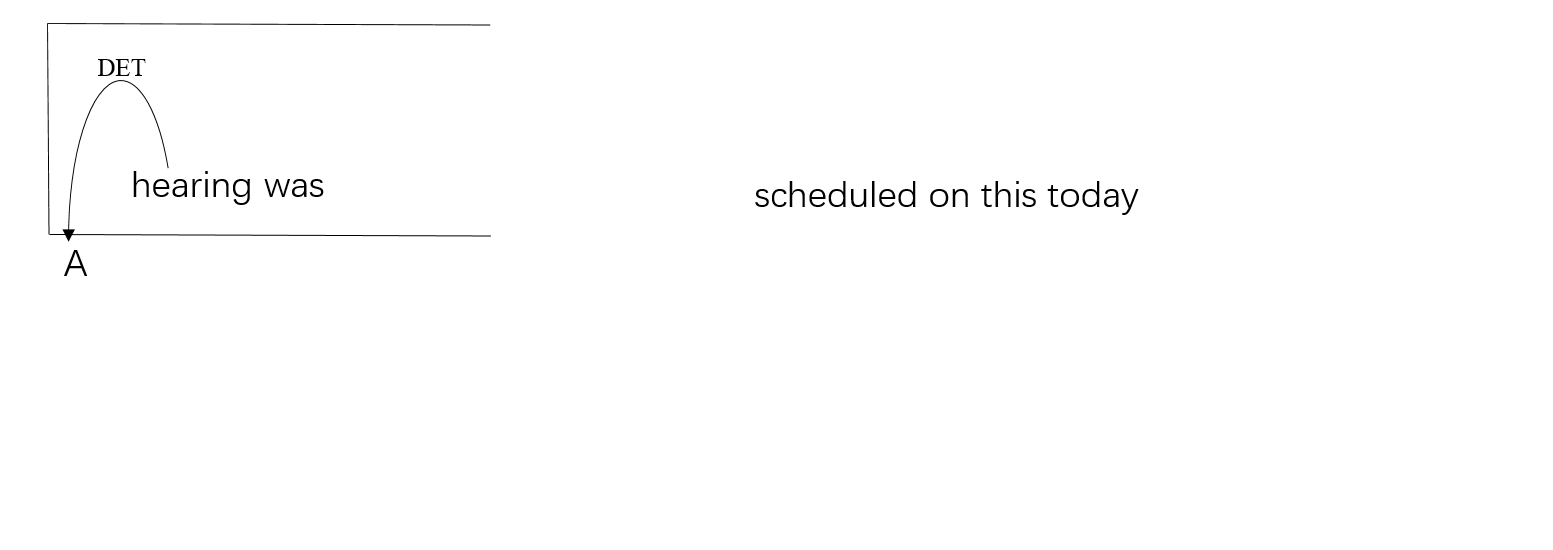 DET
hearing was
scheduled on this today
A